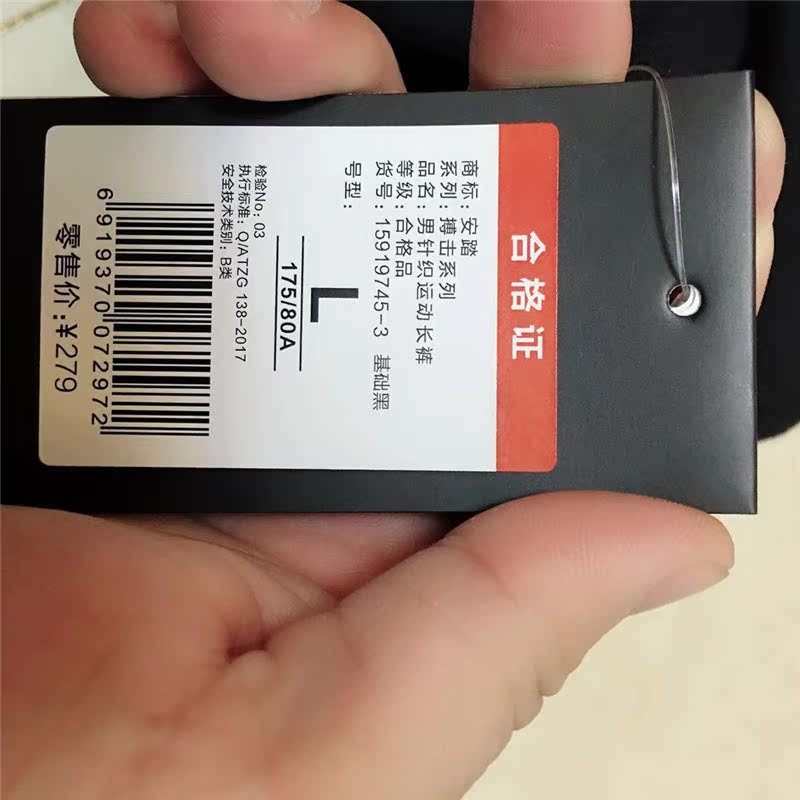 合格证
商标：安踏
系列：搏击系列
品名：男针织运动长裤
等级：合格品
货号：15919745-3 基础黑
号型：
L
175/80A
检验No：03
执行标准：Q/ATZG 138-2017
安全技术类别：B类
6919370072972
零售价：¥279